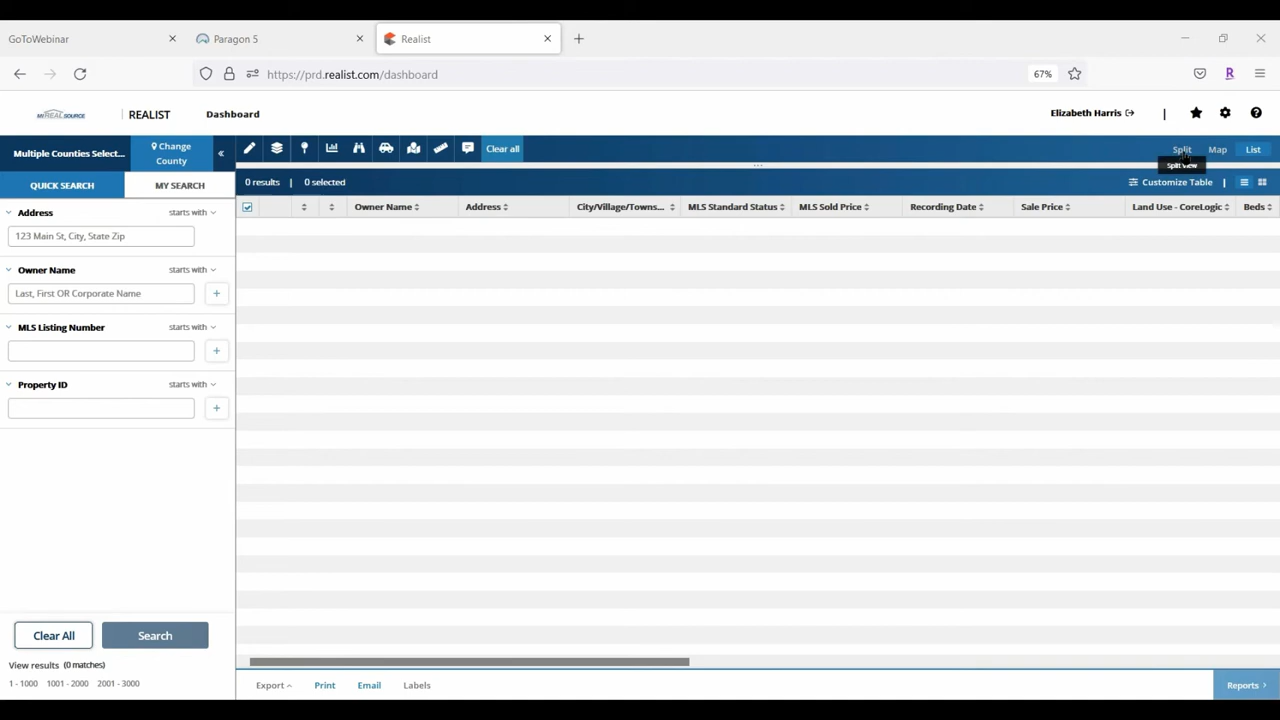 GoToWebinar
Paragon 5
Realist
https://prd.realist.com/dashboard
67%
MiREALSOURCE
REALIST
Dashboard
Elizabeth Harris
Multiple Counties Select...
Change County
Clear all
Split
Map
List
Split View
QUICK SEARCH
MY SEARCH
0 results | 0 selected
Customize Table
Owner Name
Address
City/Village/Towns...
MLS Standard Status
MLS Sold Price
Recording Date
Sale Price
Land Use - CoreLogic
Beds
Address
starts with
123 Main St, City, State Zip
Owner Name
starts with
Last, First OR Corporate Name
MLS Listing Number
starts with
Property ID
starts with
Clear All
Search
View results (0 matches)
1 - 1000 1001 - 2000 2001 - 3000
Export
Print
Email
Labels
Reports